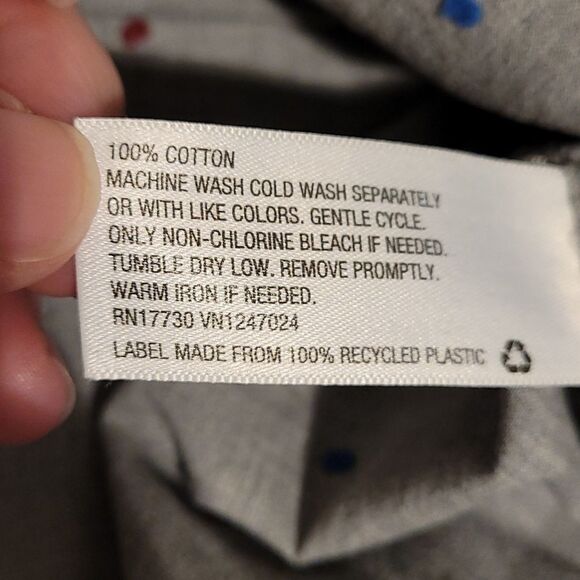 100% COTTON
MACHINE WASH COLD WASH SEPARATELY
OR WITH LIKE COLORS. GENTLE CYCLE.
ONLY NON-CHLORINE BLEACH IF NEEDED.
TUMBLE DRY LOW. REMOVE PROMPTLY.
WARM IRON IF NEEDED.
RN17730 VN1247024
LABEL MADE FROM 100% RECYCLED PLASTIC